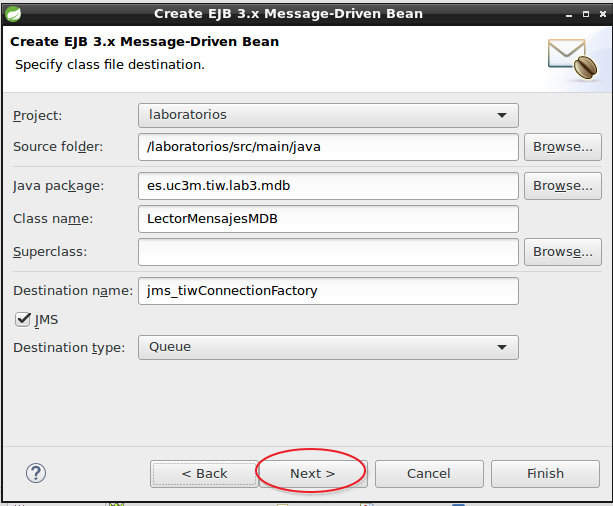 Create EJB 3.x Message-Driven Bean
Create EJB 3.x Message-Driven Bean
Specify class file destination.
Project: laboratorios
Source folder: /laboratorios/src/main/java Browse...
Java package: es.uc3m.tiw.lab3.mdb Browse...
Class name: LectorMensajesMDB
Superclass: Browse...
Destination name: jms_tiwConnectionFactory
JMS
Destination type: Queue
? < Back Next > Cancel Finish